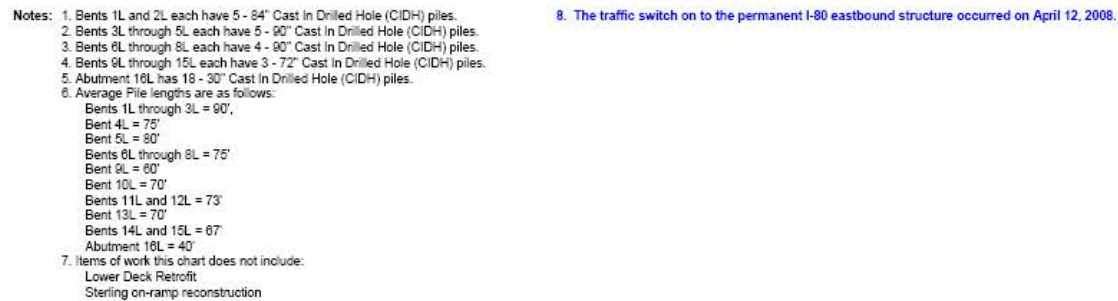 Notes: 1. Bents 1L and 2L each have 5 - 84" Cast In Drilled Hole (CIDH) piles.
2. Bents 3L through 5L each have 5 - 90" Cast In Drilled Hole (CIDH) piles.
3. Bents 6L through 8L each have 4 - 90" Cast In Drilled Hole (CIDH) piles.
4. Bents 9L through 15L each have 3 - 72" Cast In Drilled Hole (CIDH) piles.
5. Abutment 16L has 18 - 30" Cast In Drilled Hole (CIDH) piles.
6. Average Pile lengths are as follows:
Bents 1L through 3L = 90',
Bent 4L = 75'
Bent 5L = 80'
Bents 6L through 8L = 75'
Bent 9L = 60'
Bent 10L = 70'
Bents 11L and 12L = 73'
Bent 13L = 70'
Bents 14L and 15L = 67'
Abutment 16L = 40'
7. Items of work this chart does not include:
Lower Deck Retrofit
Sterling on-ramp reconstruction
8. The traffic switch on to the permanent I-80 eastbound structure occurred on April 12, 2008.